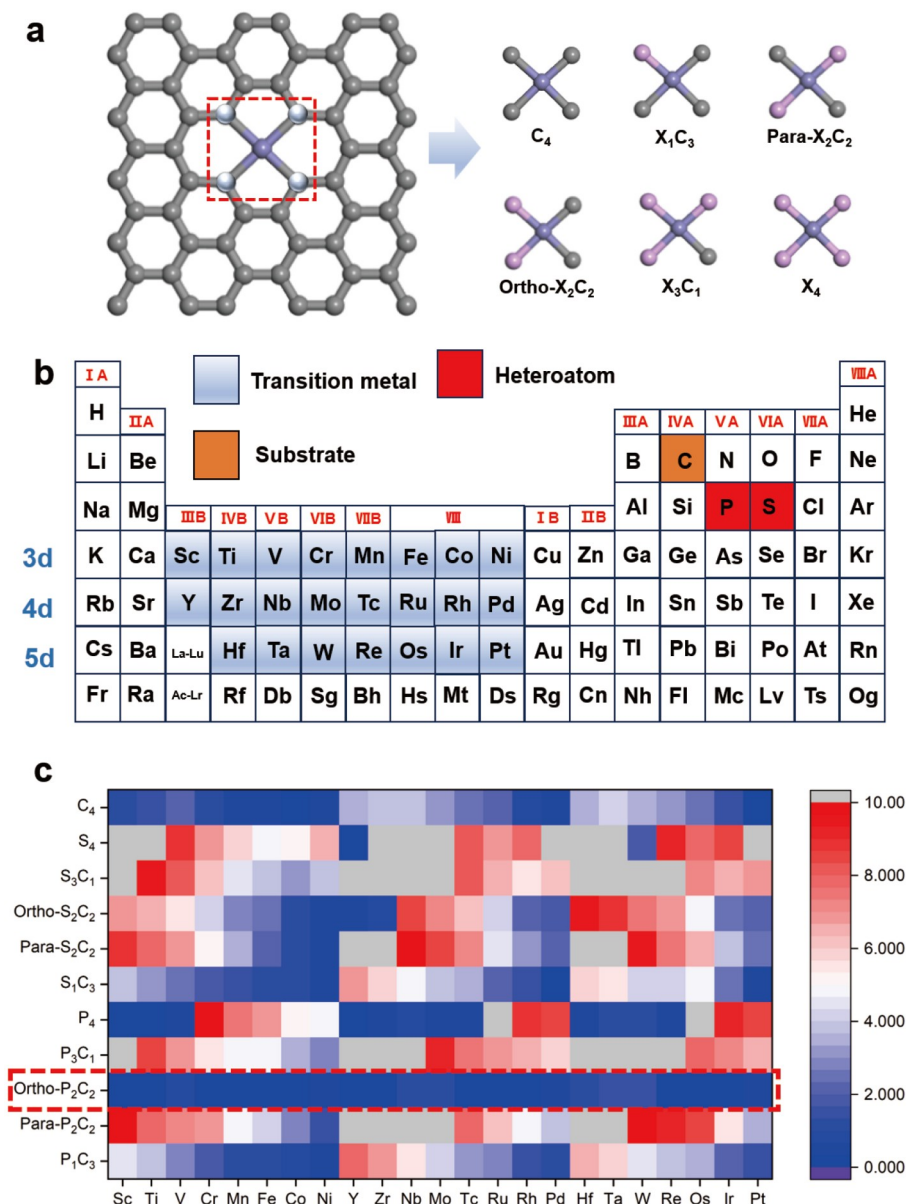 a
C4
X1C3
Para-X2C2
Ortho-X2C2
X3C1
X4
b
IA
Transition metal
Heteroatom
VIIIA
H
IIA
Substrate
IIIA IVA VA VIA VIIA
He
Li Be B C N O F Ne
Na Mg IIIB IVB VB VIB VIIB VIII IB IIB Al Si P S Cl Ar
3d K Ca Sc Ti V Cr Mn Fe Co Ni Cu Zn Ga Ge As Se Br Kr
4d Rb Sr Y Zr Nb Mo Tc Ru Rh Pd Ag Cd In Sn Sb Te I Xe
5d Cs Ba La-Lu Hf Ta W Re Os Ir Pt Au Hg Tl Pb Bi Po At Rn
Fr Ra Ac-Lr Rf Db Sg Bh Hs Mt Ds Rg Cn Nh Fl Mc Lv Ts Og
c
C4
S4
S3C1
Ortho-S2C2
Para-S2C2
S1C3
P4
P3C1
Ortho-P2C2
Para-P2C2
P1C3
Sc Ti V Cr Mn Fe Co Ni Y Zr Nb Mo Tc Ru Rh Pd Hf Ta W Re Os Ir Pt
10.00
8.000
6.000
4.000
2.000
0.000